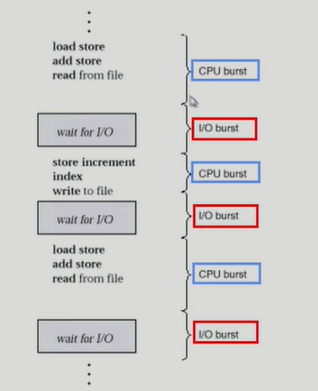 load store
add store
read from file
CPU burst
wait for I/O
I/O burst
store increment
index
write to file
CPU burst
wait for I/O
I/O burst
load store
add store
read from file
CPU burst
wait for I/O
I/O burst